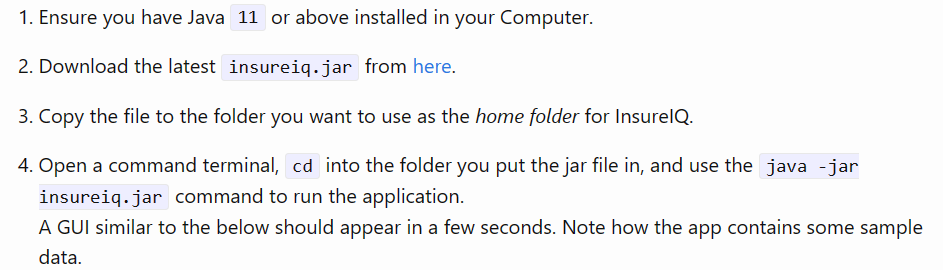 1. Ensure you have Java 11 or above installed in your Computer.
2. Download the latest insureiq.jar from here.
3. Copy the file to the folder you want to use as the home folder for InsureIQ.
4. Open a command terminal, cd into the folder you put the jar file in, and use the java -jar
insureiq.jar command to run the application.
A GUI similar to the below should appear in a few seconds. Note how the app contains some sample
data.